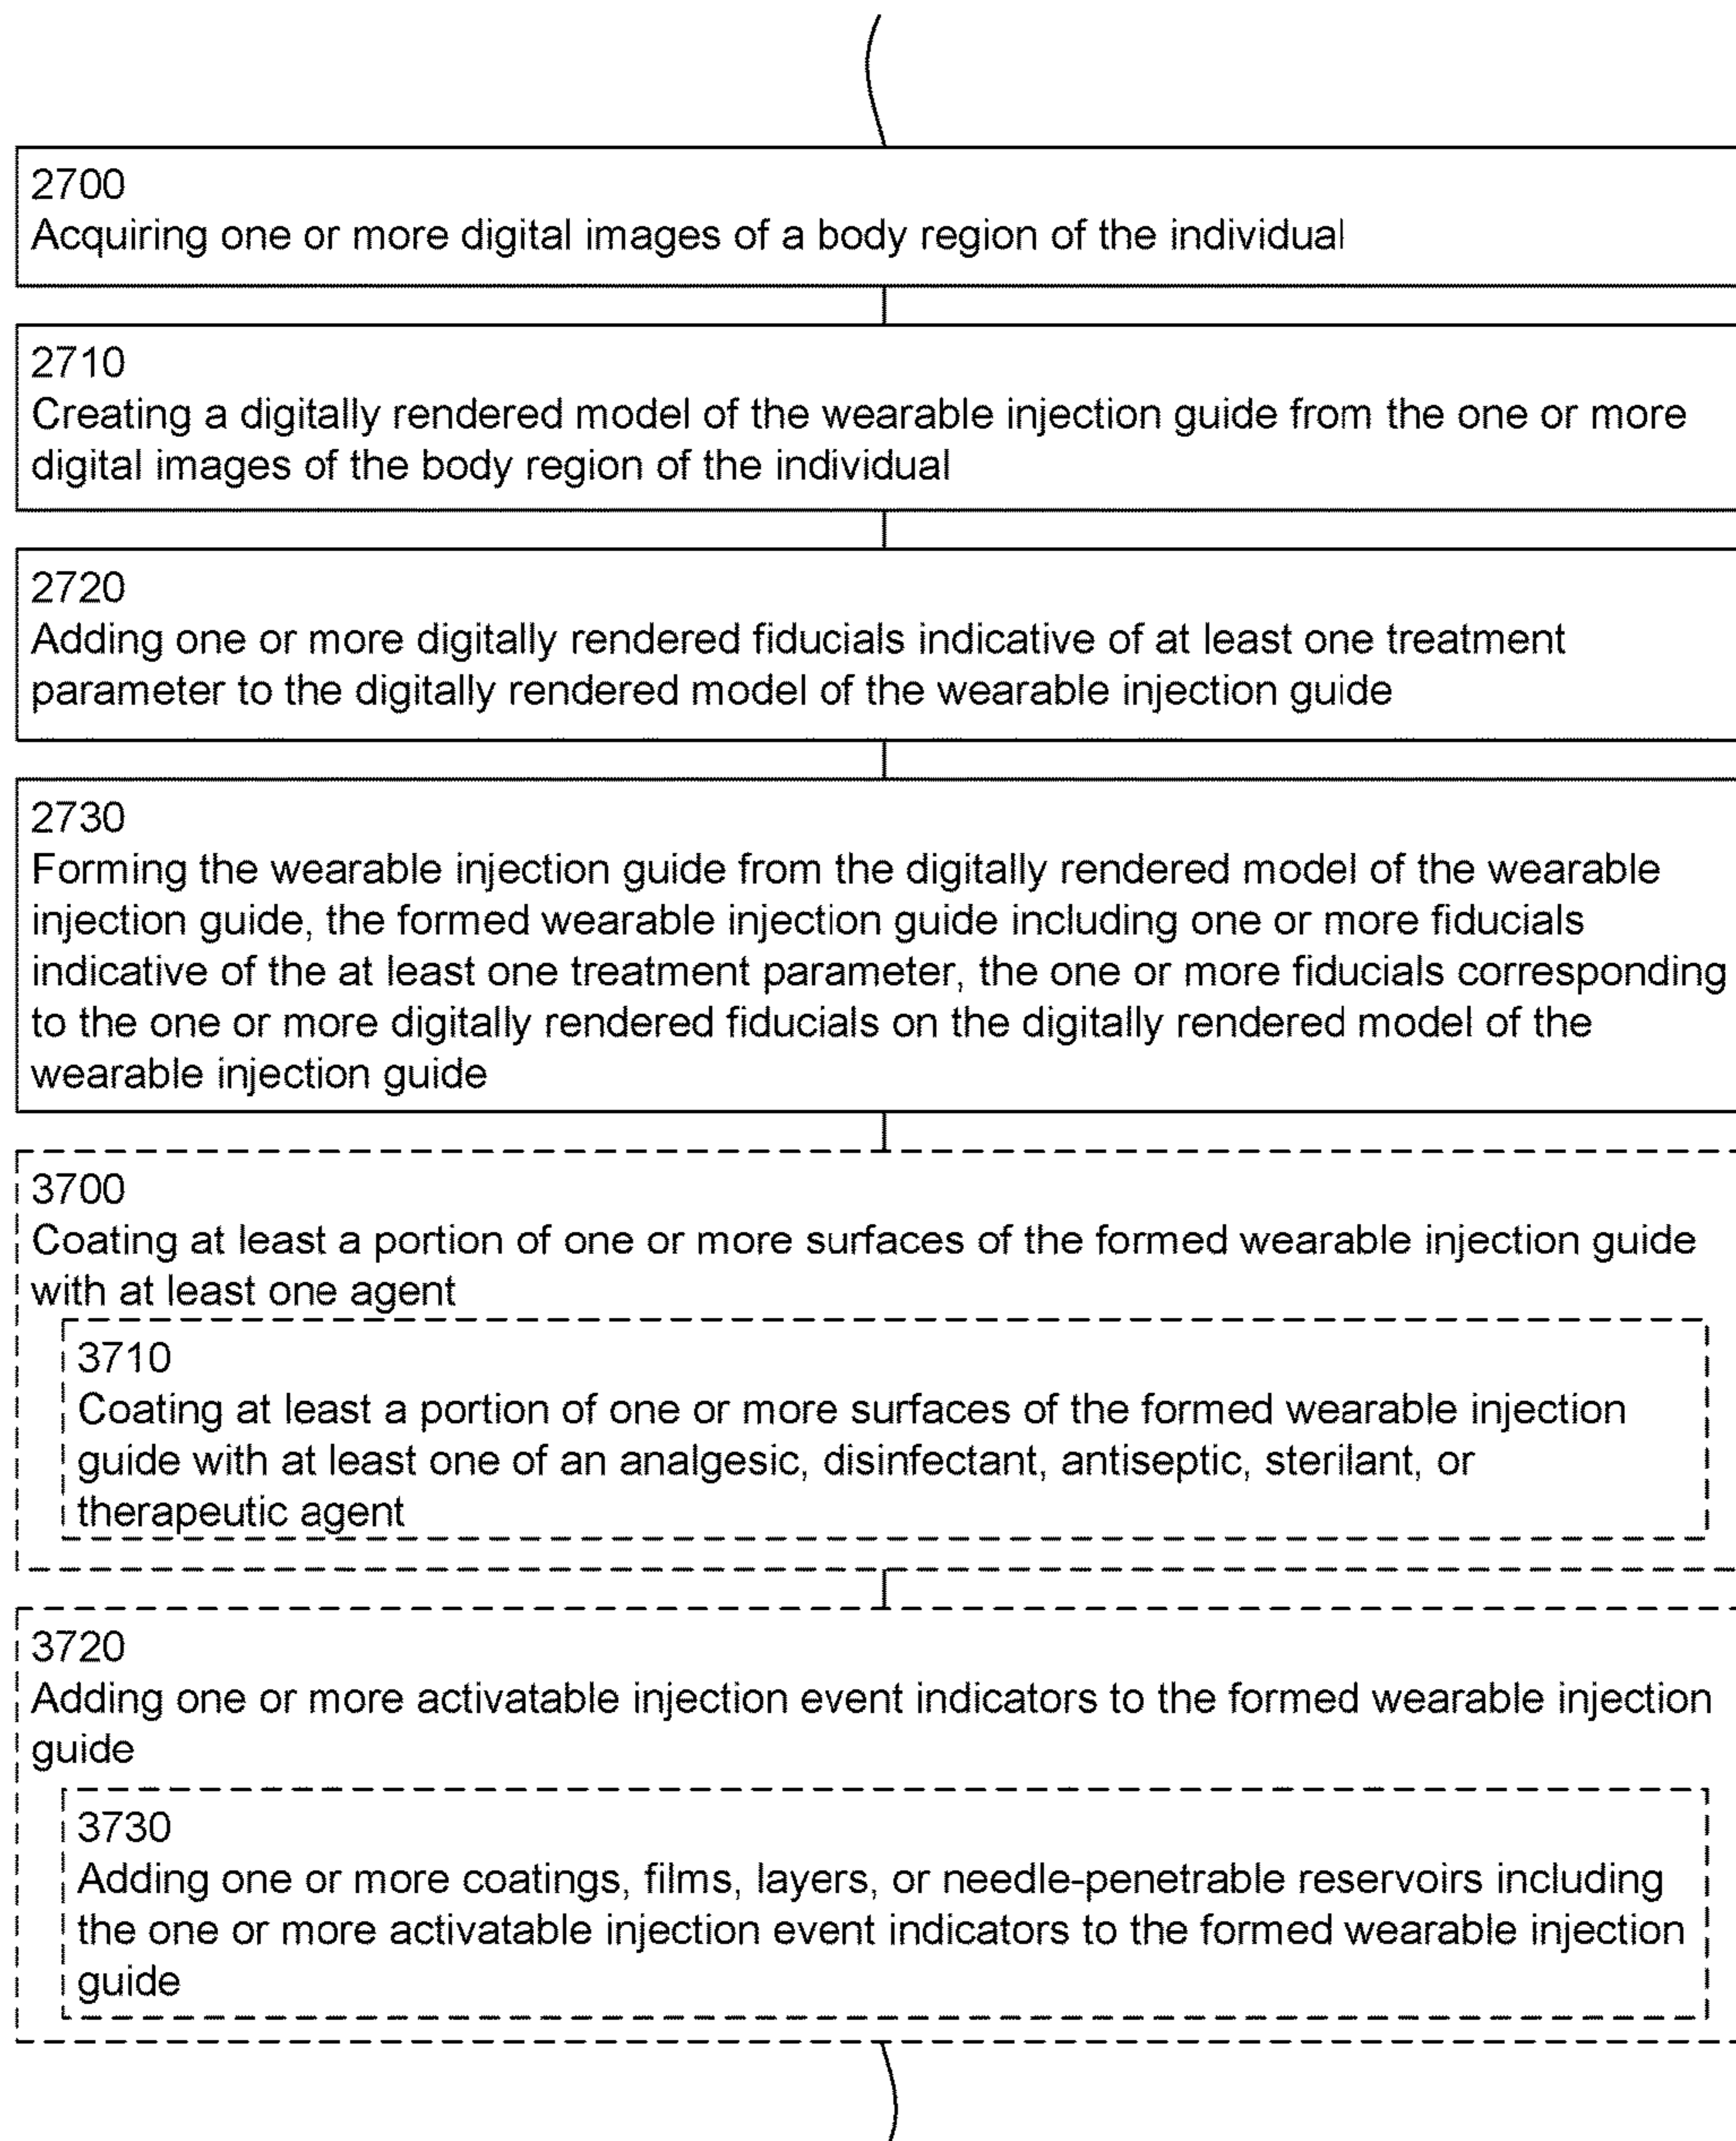 2700
Acquiring one or more digital images of a body region of the individual
2710
Creating a digitally rendered model of the wearable injection guide from the one or more
digital images of the body region of the individual
2720
Adding one or more digitally rendered fiducials indicative of at least one treatment
parameter to the digitally rendered model of the wearable injection guide
2730
Forming the wearable injection guide from the digitally rendered model of the wearable
injection guide, the formed wearable injection guide including one or more fiducials
indicative of the at least one treatment parameter, the one or more fiducials corresponding
to the one or more digitally rendered fiducials on the digitally rendered model of the
wearable injection guide
3700
Coating at least a portion of one or more surfaces of the formed wearable injection guide
with at least one agent
3710
Coating at least a portion of one or more surfaces of the formed wearable injection
guide with at least one of an analgesic, disinfectant, antiseptic, sterilant, or
therapeutic agent
3720
Adding one or more activatable injection event indicators to the formed wearable injection
guide
3730
Adding one or more coatings, films, layers, or needle-penetrable reservoirs including
the one or more activatable injection event indicators to the formed wearable injection
guide